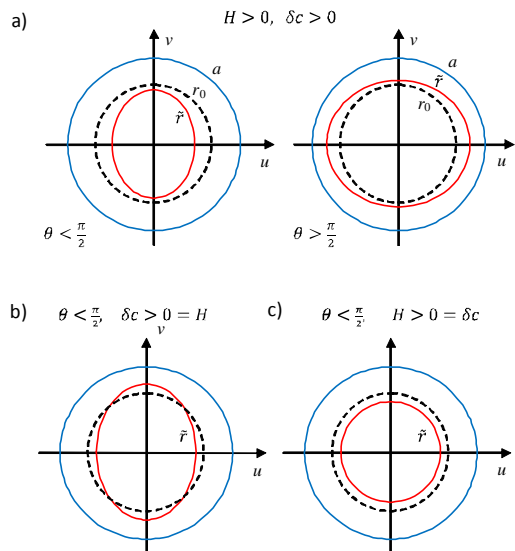 a) H > 0, δc > 0
v
a
r₀
r̃
u
θ < π/2
a
r̃
r₀
u
θ > π/2
b) θ < π/2, δc > 0 = H
v
r̃
u
c) θ < π/2, H > 0 = δc
r̃
u